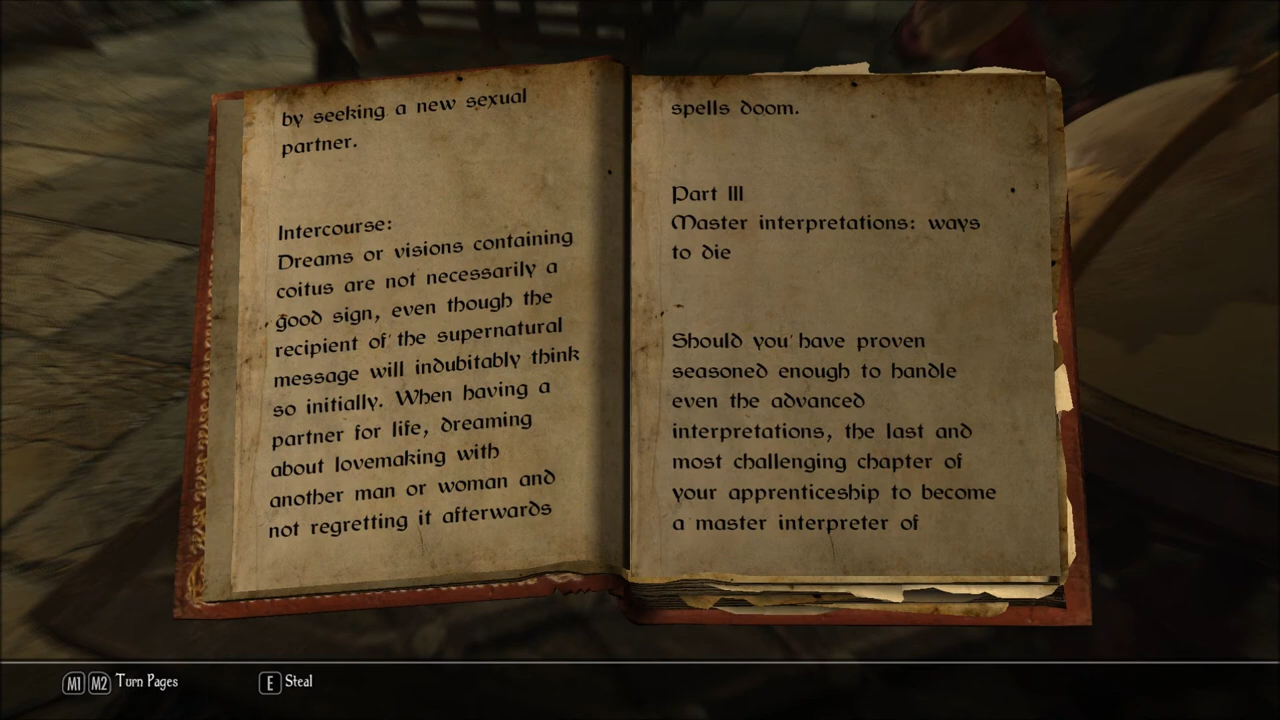 by seeking a new sexual
partner.
Intercourse:
Dreams or visions containing
coitus are not necessarily a
good sign, even though the
recipient of the supernatural
message will indubitably think
so initially. When having a
partner for life, dreaming
about lovemaking with
another man or woman and
not regretting it afterwards
spells doom.
Part III
Master interpretations: ways
to die
Should you have proven
seasoned enough to handle
even the advanced
interpretations, the last and
most challenging chapter of
your apprenticeship to become
a master interpreter of
M1 M2 Turn Pages
E Steal